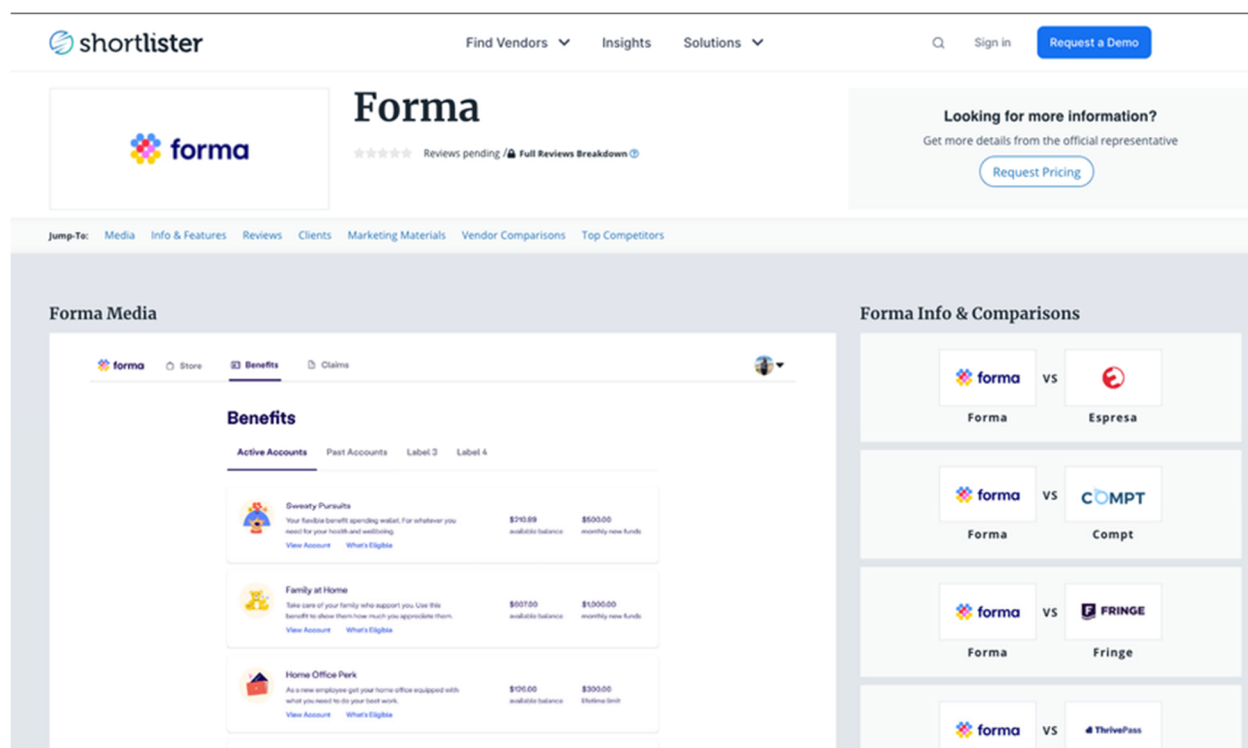 shortlister
Find Vendors
Insights
Solutions
Sign in
Request a Demo
forma
Forma
Reviews pending / Full Reviews Breakdown
Looking for more information?
Get more details from the official representative
Request Pricing
Jump-To: Media Info & Features Reviews Clients Marketing Materials Vendor Comparisons Top Competitors
Forma Media
forma Store Benefits Claims
Benefits
Active Accounts Past Accounts Label 3 Label 4
Sweaty Pursuits
Your flexible benefit spending wallet. For whatever you
need for your health and wellbeing.
View Account What's Eligible
$210.89
available balance
$500.00
monthly new funds
Family at Home
Take care of your family who support you. Use this
benefit to show them how much you appreciate them.
View Account What's Eligible
$607.00
available balance
$1,000.00
monthly new funds
Home Office Perk
As a new employee get your home office equipped with
what you need to do your best work.
View Account What's Eligible
$126.00
available balance
$300.00
lifetime limit
Forma Info & Comparisons
forma vs
Forma Espresa
forma vs COMPT
Forma Compt
forma vs FRINGE
Forma Fringe
forma vs ThrivePass